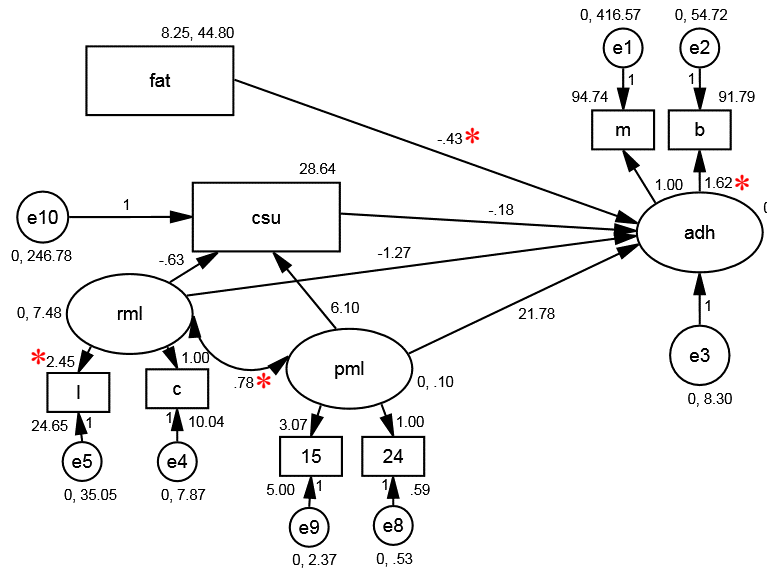 0, 416.57
0, 54.72
8.25, 44.80
e1
e2
fat
1
1
94.74
91.79
m
b
-.43*
28.64
1.00
1.62*
0
1
csu
-.18
adh
e10
0, 246.78
-.63
-1.27
0, 7.48
rml
6.10
21.78
1
e3
*2.45
1.00
.78*
pml
0, .10
0, 8.30
l
c
24.65
1
1
10.04
3.07
1.00
e5
e4
15
24
0, 35.05
0, 7.87
5.00
1
1
.59
e9
e8
0, 2.37
0, .53